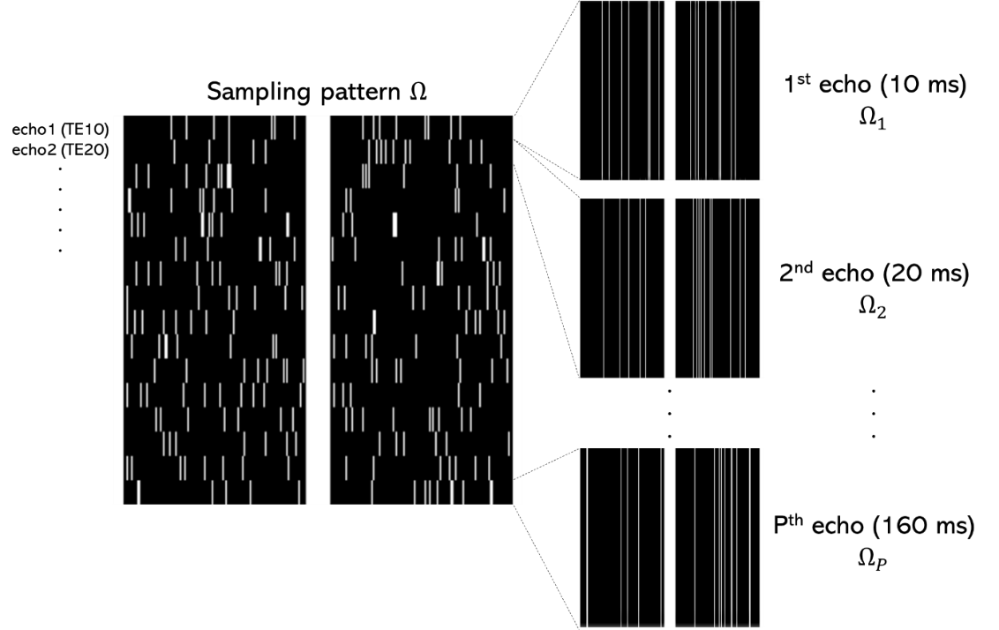 Sampling pattern Ω
echo1 (TE10)
echo2 (TE20)
1st echo (10 ms)
Ω1
2nd echo (20 ms)
Ω2
Pth echo (160 ms)
ΩP